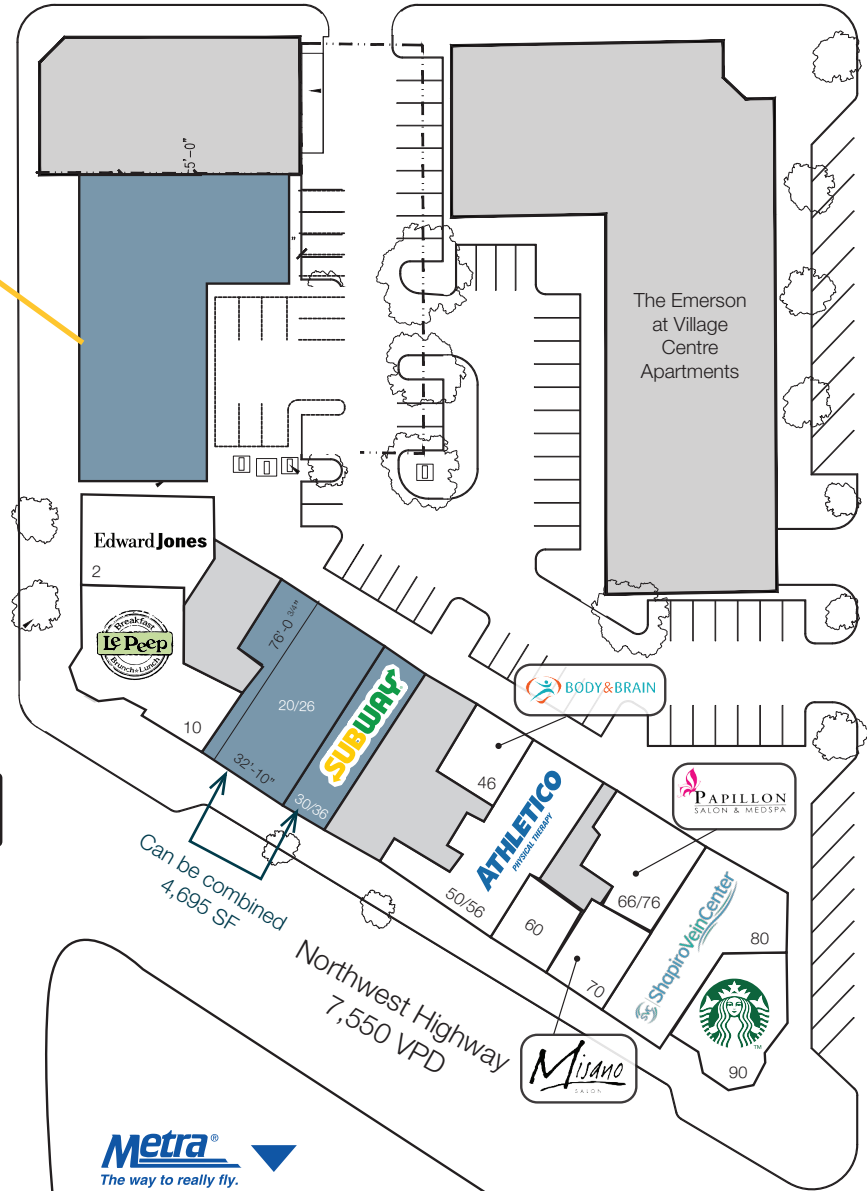 5'-0"
The Emerson
at Village
Centre
Apartments
Edward Jones
2
Breakfast
Le Peep
Brunch•Lunch
10
76'-0 3/4"
20/26
32'-10"
SUBWAY
30/36
Can be combined
4,695 SF
BODY&BRAIN
46
ATHLETICO
PHYSICAL THERAPY
50/56
60
PAPILLON
SALON & MEDSPA
66/76
70
ShapiroVeinCenter
80
90
TM
Misano
SALON
Northwest Highway
7,550 VPD
Metra®
The way to really fly.